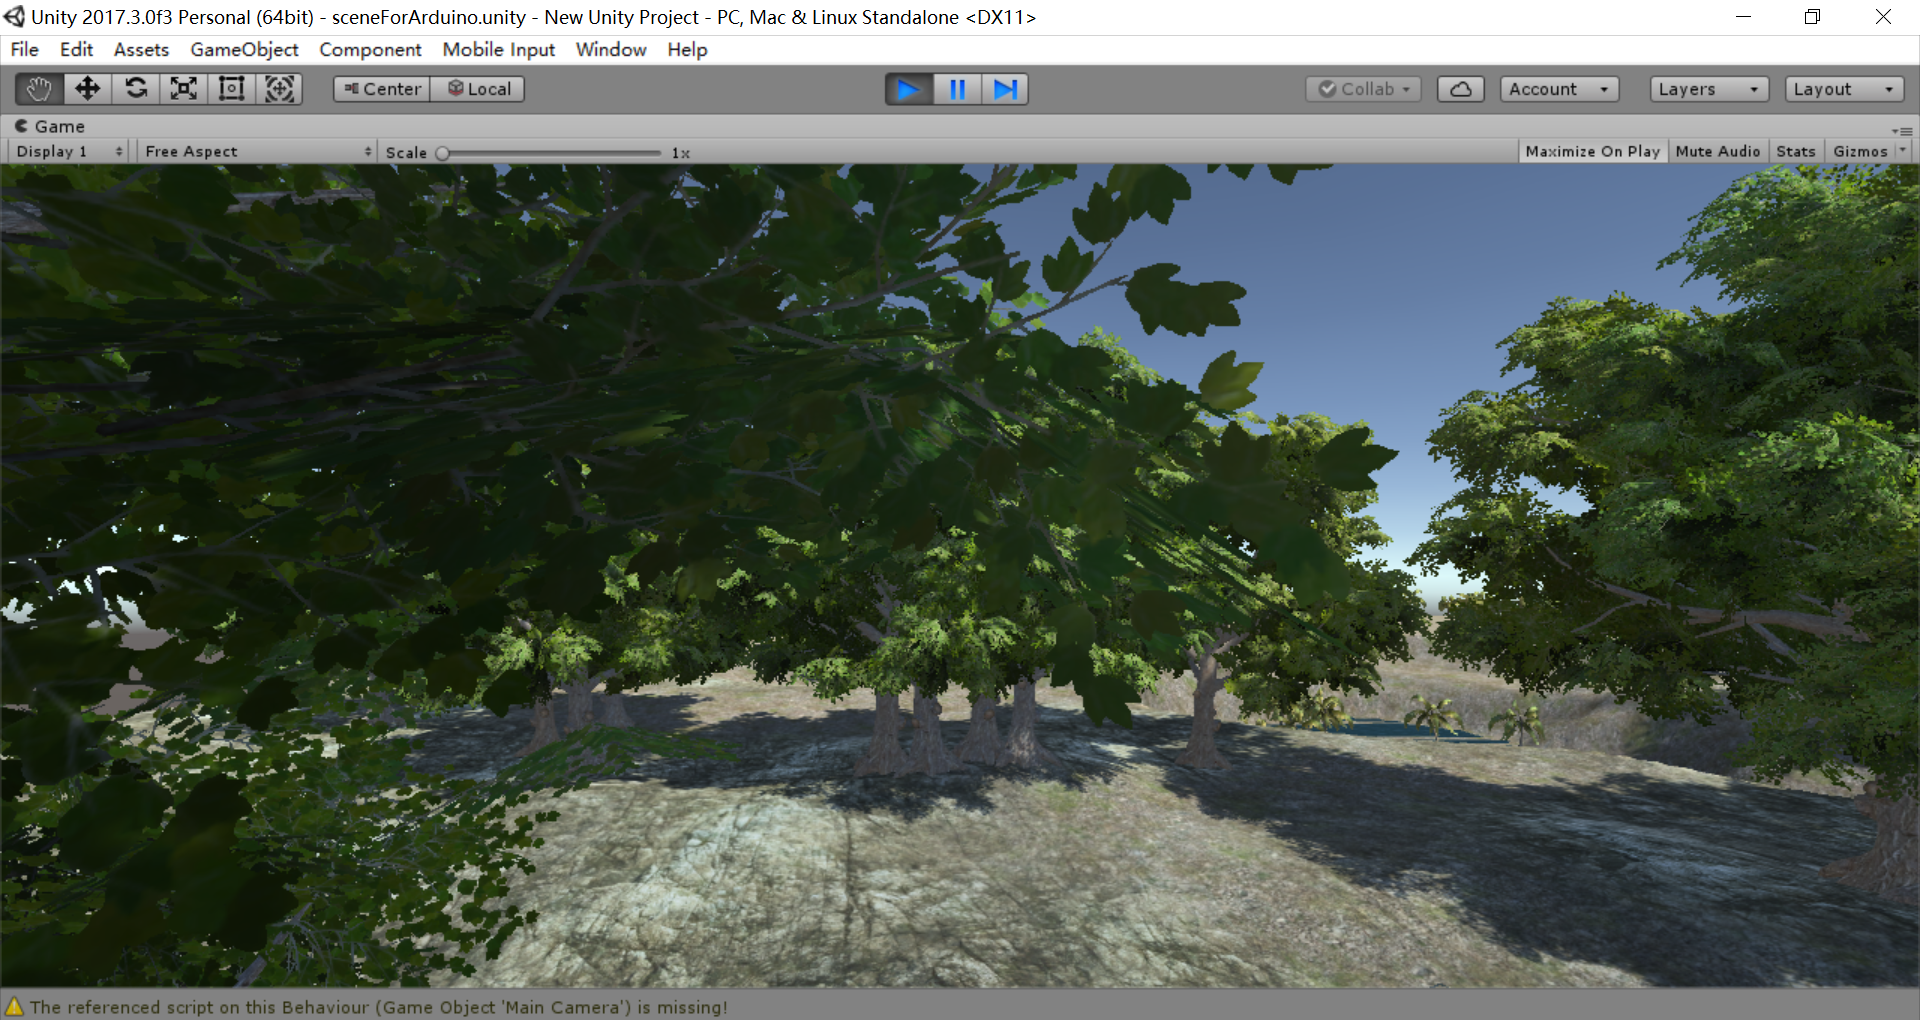 Unity 2017.3.0f3 Personal (64bit) - sceneForArduino.unity - New Unity Project - PC, Mac & Linux Standalone <DX11>
File Edit Assets GameObject Component Mobile Input Window Help
Center Local Collab Account Layers Layout
Game
Display 1 Free Aspect Scale 1x Maximize On Play Mute Audio Stats Gizmos
The referenced script on this Behaviour (Game Object 'Main Camera') is missing!